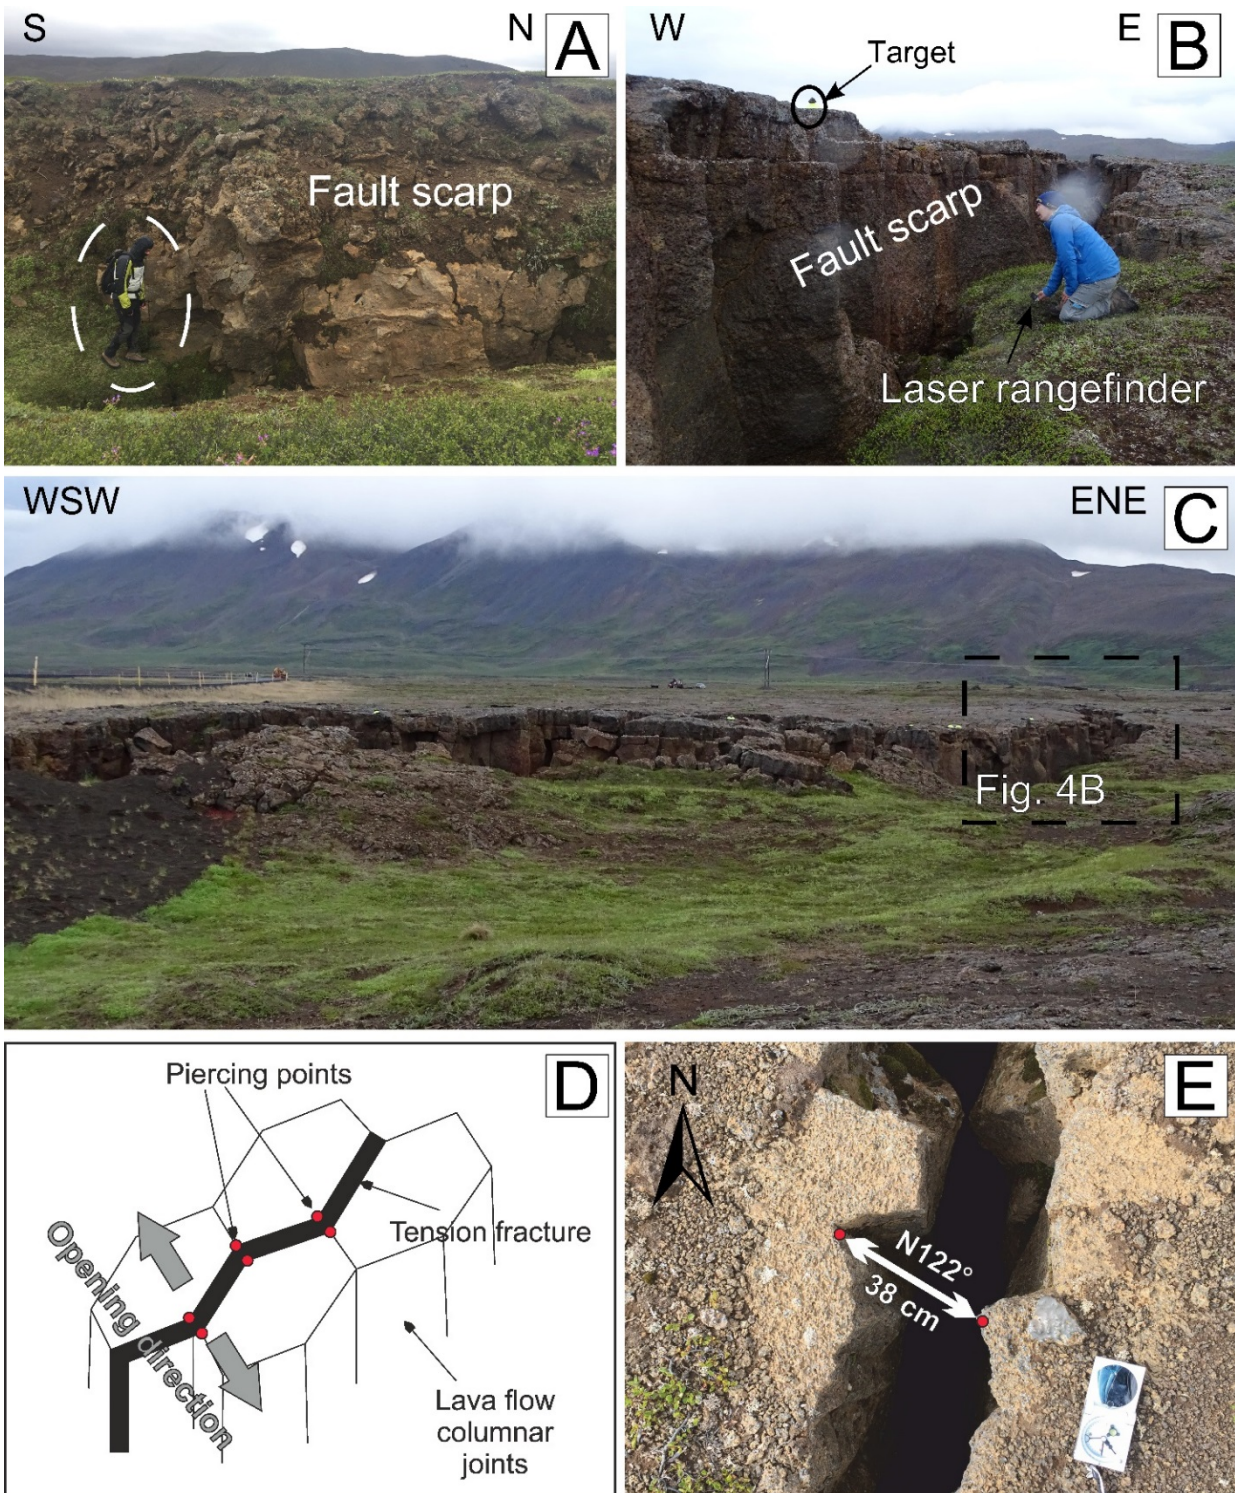 S
N
A
Fault scarp
W
E
B
Target
Fault scarp
Laser rangefinder
WSW
ENE
C
Fig. 4B
D
Piercing points
Tension fracture
Opening direction
Lava flow
columnar
joints
E
N
N122°
38 cm